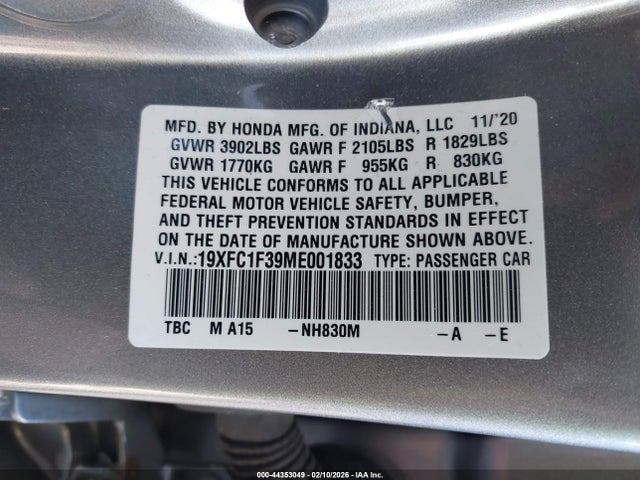 MFD. BY HONDA MFG. OF INDIANA, LLC 11/'20
GVWR 3902LBS GAWR F 2105LBS R 1829LBS
GVWR 1770KG GAWR F 955KG R 830KG
THIS VEHICLE CONFORMS TO ALL APPLICABLE
FEDERAL MOTOR VEHICLE SAFETY, BUMPER,
AND THEFT PREVENTION STANDARDS IN EFFECT
ON THE DATE OF MANUFACTURE SHOWN ABOVE.
V.I.N.:19XFC1F39ME001833 TYPE: PASSENGER CAR
TBC M A15 –NH830M –A –E
000-44353049 - 02/10/2026 - IAA Inc.